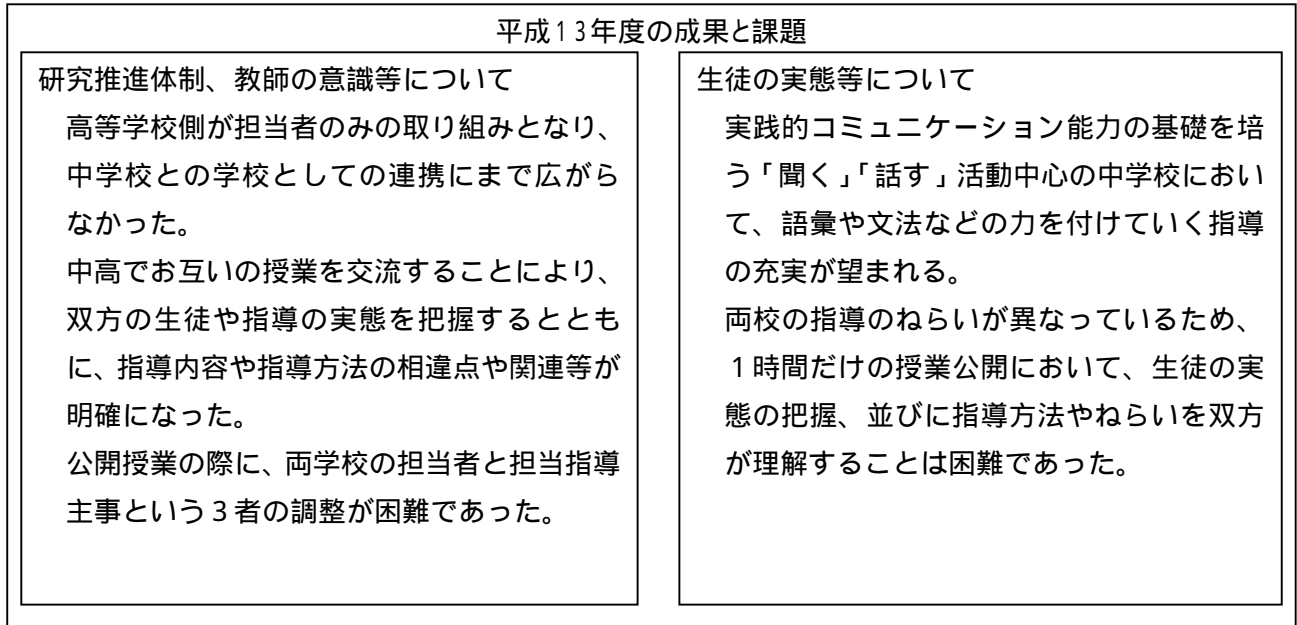 平成13年度の成果と課題
研究推進体制、教師の意識等について
高等学校側が担当者のみの取り組みとなり、
中学校との学校としての連携にまで広がら
なかった。
中高でお互いの授業を交流することにより、
双方の生徒や指導の実態を把握するととも
に、指導内容や指導方法の相違点や関連等が
明確になった。
公開授業の際に、両学校の担当者と担当指導
主事という3者の調整が困難であった。
生徒の実態等について
実践的コミュニケーション能力の基礎を培
う「聞く」「話す」活動中心の中学校におい
て、語彙や文法などの力を付けていく指導
の充実が望まれる。
両校の指導のねらいが異なっているため、
1時間だけの授業公開において、生徒の実
態の把握、並びに指導方法やねらいを双方
が理解することは困難であった。